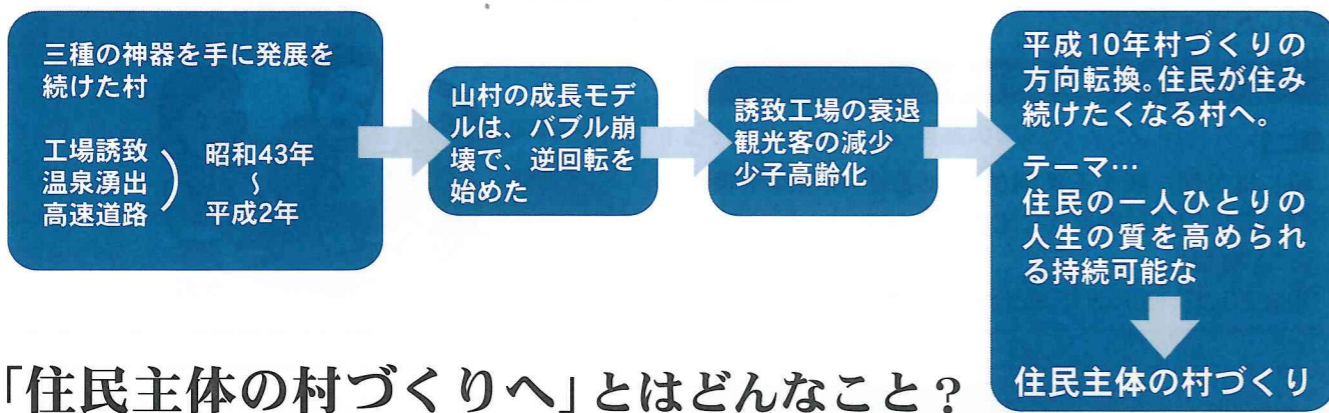 三種の神器を手に発展を
続けた村
工場誘致
温泉湧出
高速道路
昭和43年
〜
平成2年
山村の成長モデ
ルは、バブル崩
壊で、逆回転を
始めた
誘致工場の衰退
観光客の減少
少子高齢化
平成10年村づくりの
方向転換。住民が住み
続けたくなる村へ。
テーマ…
住民の一人ひとりの
人生の質を高められ
る持続可能な
住民主体の村づくり
「住民主体の村づくりへ」とはどんなこと?